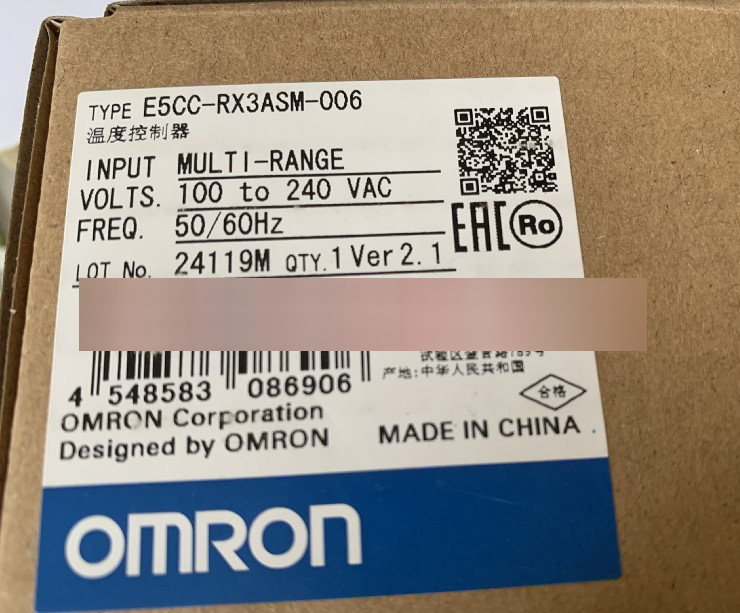 TYPE E5CC-RX3ASM-006
温度控制器
INPUT MULTI-RANGE
VOLTS. 100 to 240 VAC
FREQ. 50/60Hz
LOT No. 24119M QTY. 1 Ver 2.1
EAC Ro
4 548583 086906
产地:中华人民共和国
合格
OMRON Corporation
Designed by OMRON
MADE IN CHINA .
OMRON